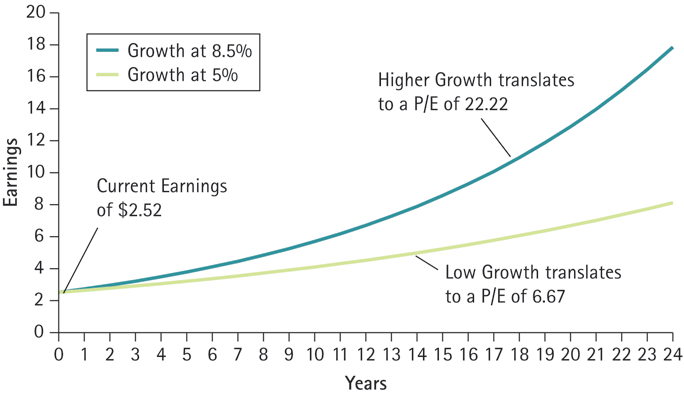 20
18
16
14
12
10
8
6
4
2
0
Earnings
Growth at 8.5%
Growth at 5%
Higher Growth translates
to a P/E of 22.22
Current Earnings
of $2.52
Low Growth translates
to a P/E of 6.67
0 1 2 3 4 5 6 7 8 9 10 11 12 13 14 15 16 17 18 19 20 21 22 23 24
Years